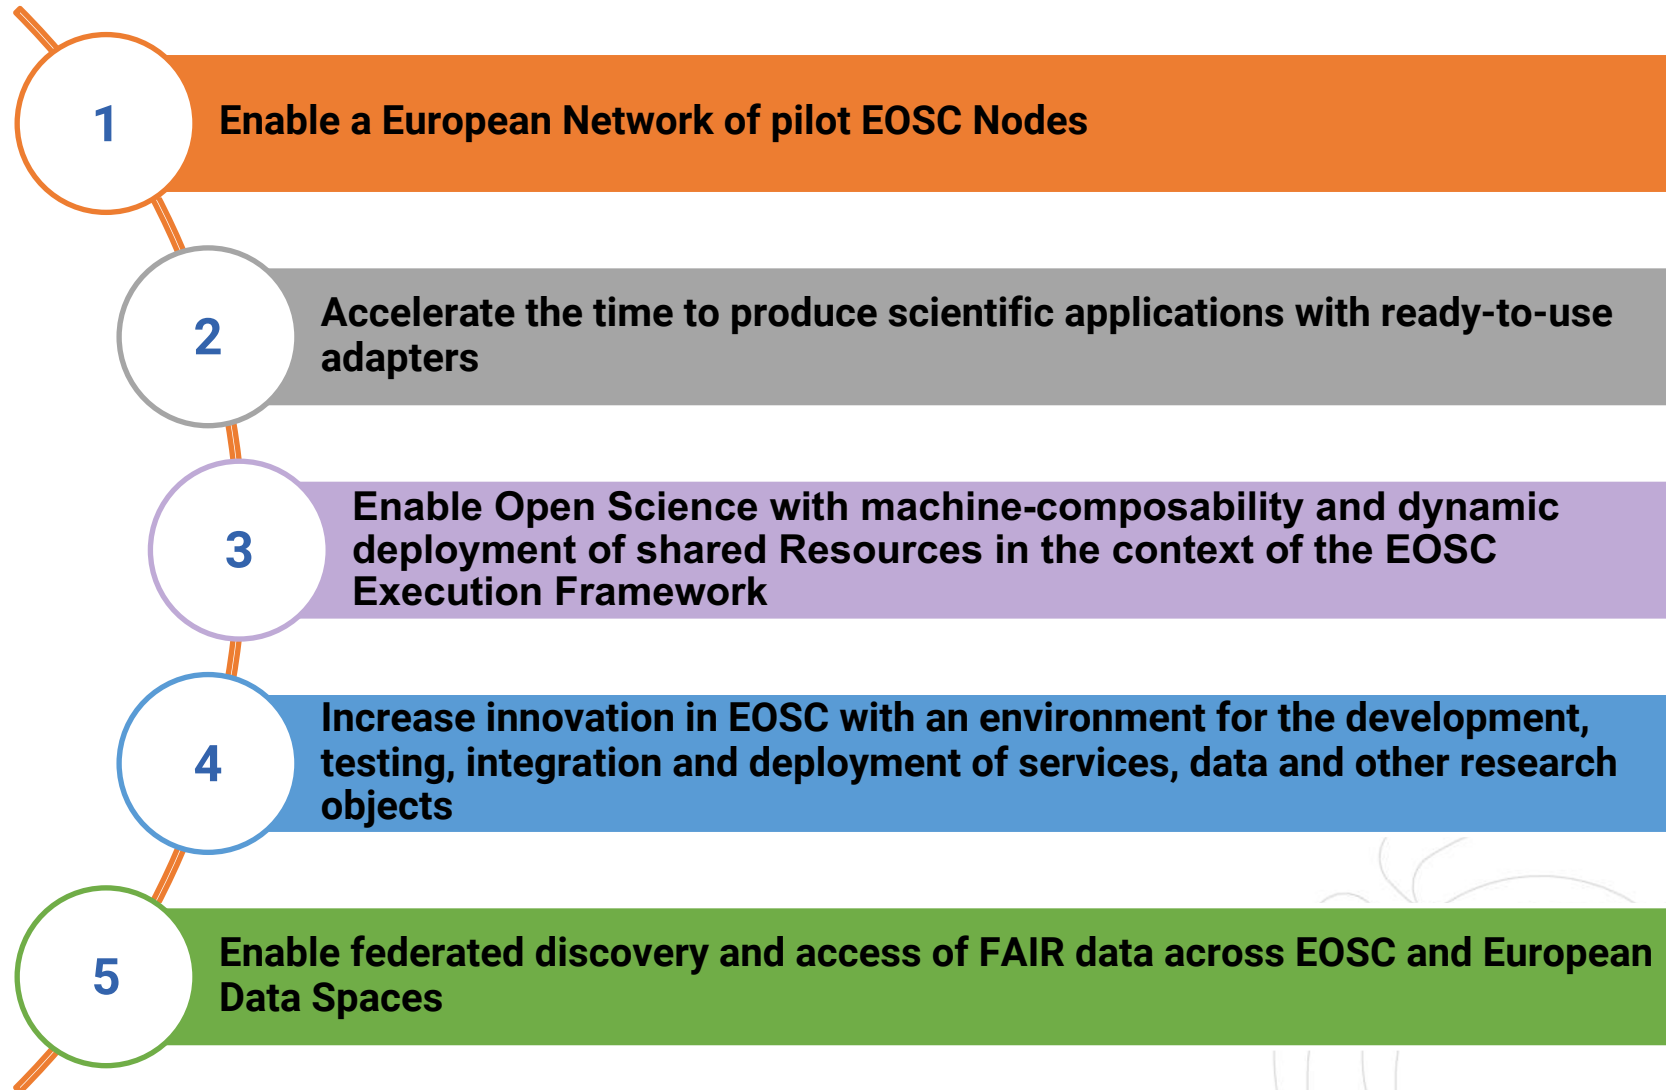 1
Enable a European Network of pilot EOSC Nodes
2
Accelerate the time to produce scientific applications with ready-to-use
adapters
3
Enable Open Science with machine-composability and dynamic
deployment of shared Resources in the context of the EOSC
Execution Framework
4
Increase innovation in EOSC with an environment for the development,
testing, integration and deployment of services, data and other research
objects
5
Enable federated discovery and access of FAIR data across EOSC and European
Data Spaces